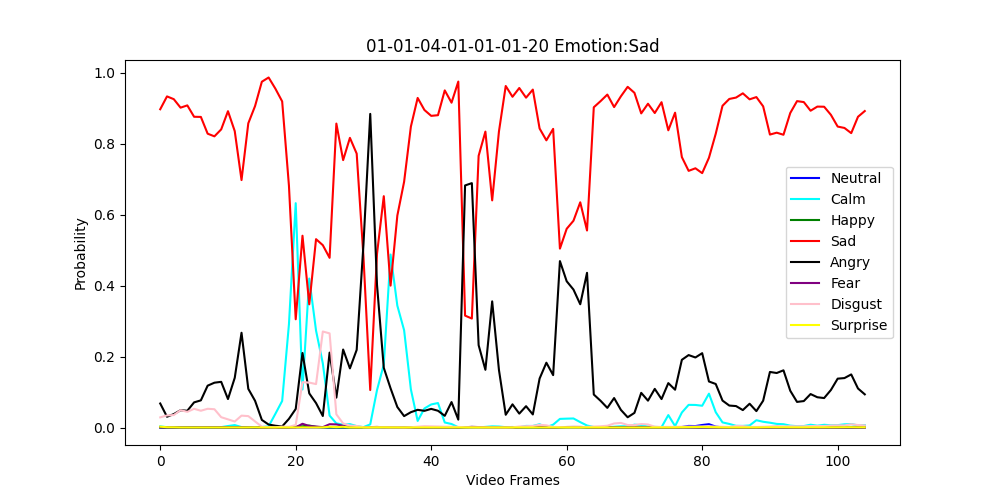 01-01-04-01-01-01-20 Emotion:Sad
1.0
0.8
0.6
0.4
0.2
0.0
Probability
0
20
40
60
80
100
Video Frames
Neutral
Calm
Happy
Sad
Angry
Fear
Disgust
Surprise